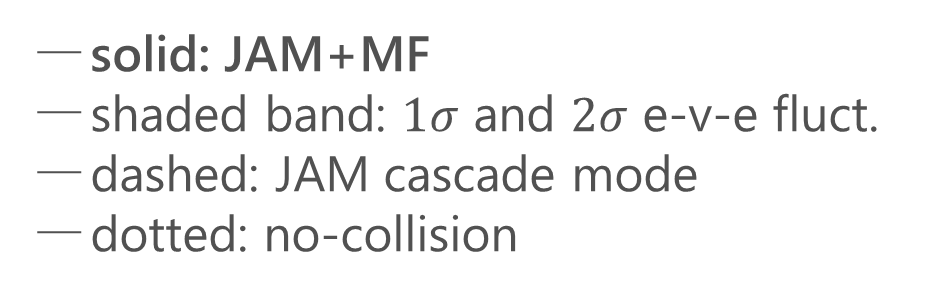 — solid: JAM+MF
— shaded band: 1σ and 2σ e-v-e fluct.
— dashed: JAM cascade mode
— dotted: no-collision